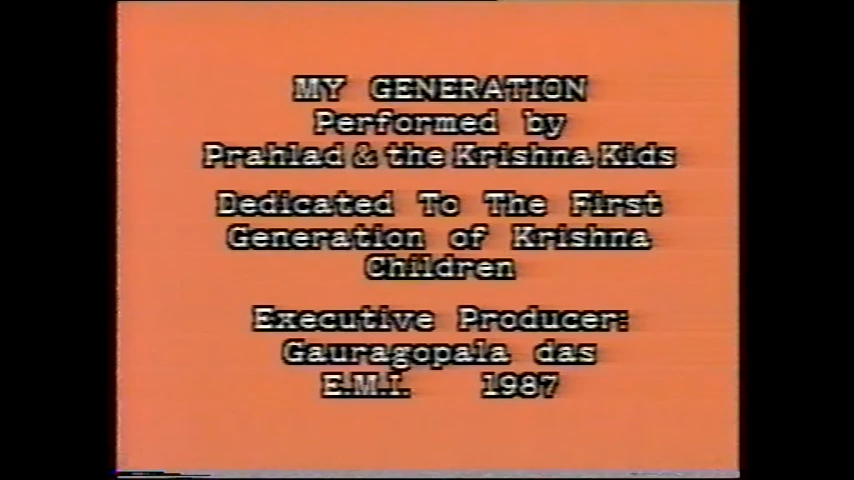 MY GENERATION
Performed by
Prahlad & the Krishna Kids
Dedicated To The First
Generation of Krishna
Children
Executive Producer:
Gauragopala das
E.M.I. 1987